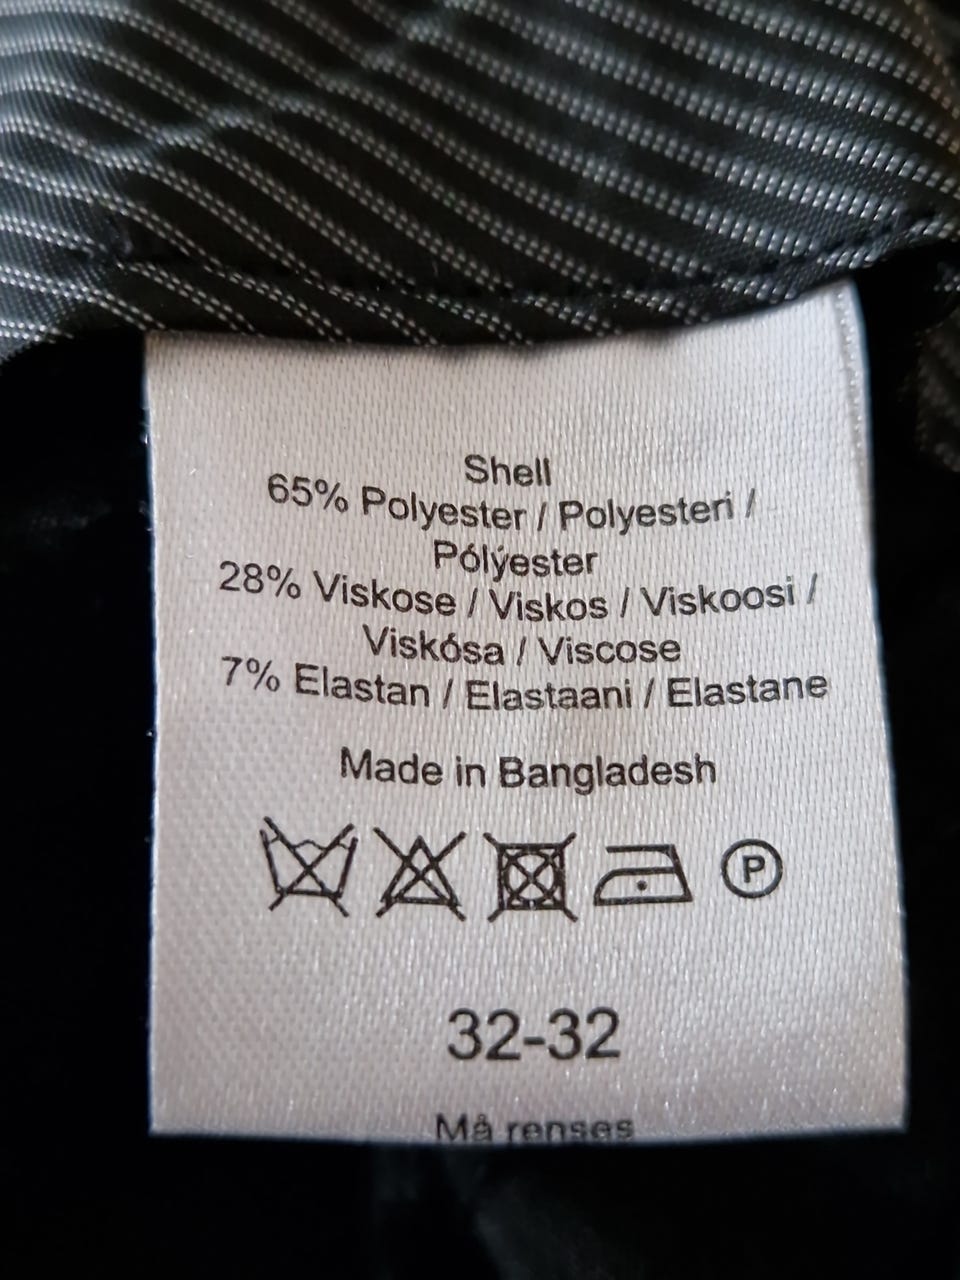 Shell
65% Polyester / Polyesteri /
Pólýester
28% Viskose / Viskos / Viskoosi /
Viskósa / Viscose
7% Elastan / Elastaani / Elastane
Made in Bangladesh
P
32-32
Må renses